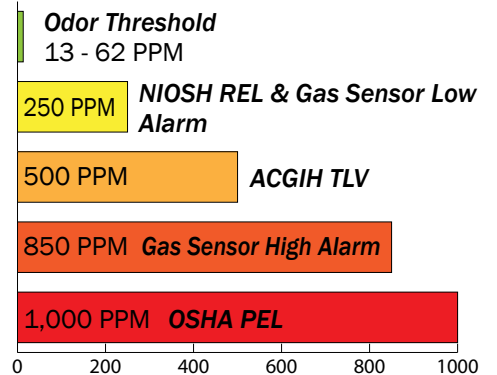 Odor Threshold
13 - 62 PPM
250 PPM NIOSH REL & Gas Sensor Low
Alarm
500 PPM ACGIH TLV
850 PPM Gas Sensor High Alarm
1,000 PPM OSHA PEL
0 200 400 600 800 1000